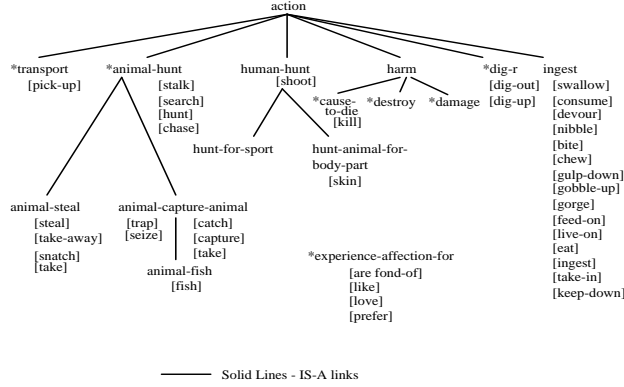 action
*transport
[pick-up]
*animal-hunt
[stalk]
[search]
[hunt]
[chase]
human-hunt
[shoot]
harm
*cause-
to-die
[kill]
*destroy
*damage
*dig-r
[dig-out]
[dig-up]
ingest
[swallow]
[consume]
[devour]
[nibble]
[bite]
[chew]
[gulp-down]
[gobble-up]
[gorge]
[feed-on]
[live-on]
[eat]
[ingest]
[take-in]
[keep-down]
hunt-for-sport
hunt-animal-for-
body-part
[skin]
animal-steal
[steal]
[take-away]
[snatch]
[take]
animal-capture-animal
[trap]
[seize]
[catch]
[capture]
[take]
animal-fish
[fish]
*experience-affection-for
[are fond-of]
[like]
[love]
[prefer]
Solid Lines - IS-A links